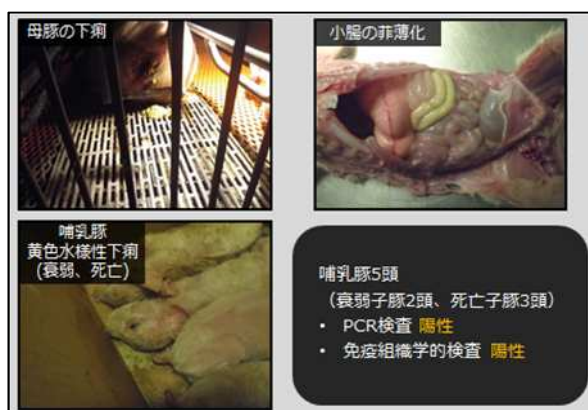 母豚の下痢
小腸の菲薄化
哺乳豚
黄色水様性下痢
(衰弱、死亡)
哺乳豚5頭
（衰弱子豚2頭、死亡子豚3頭）
• PCR検査 陽性
• 免疫組織学的検査 陽性